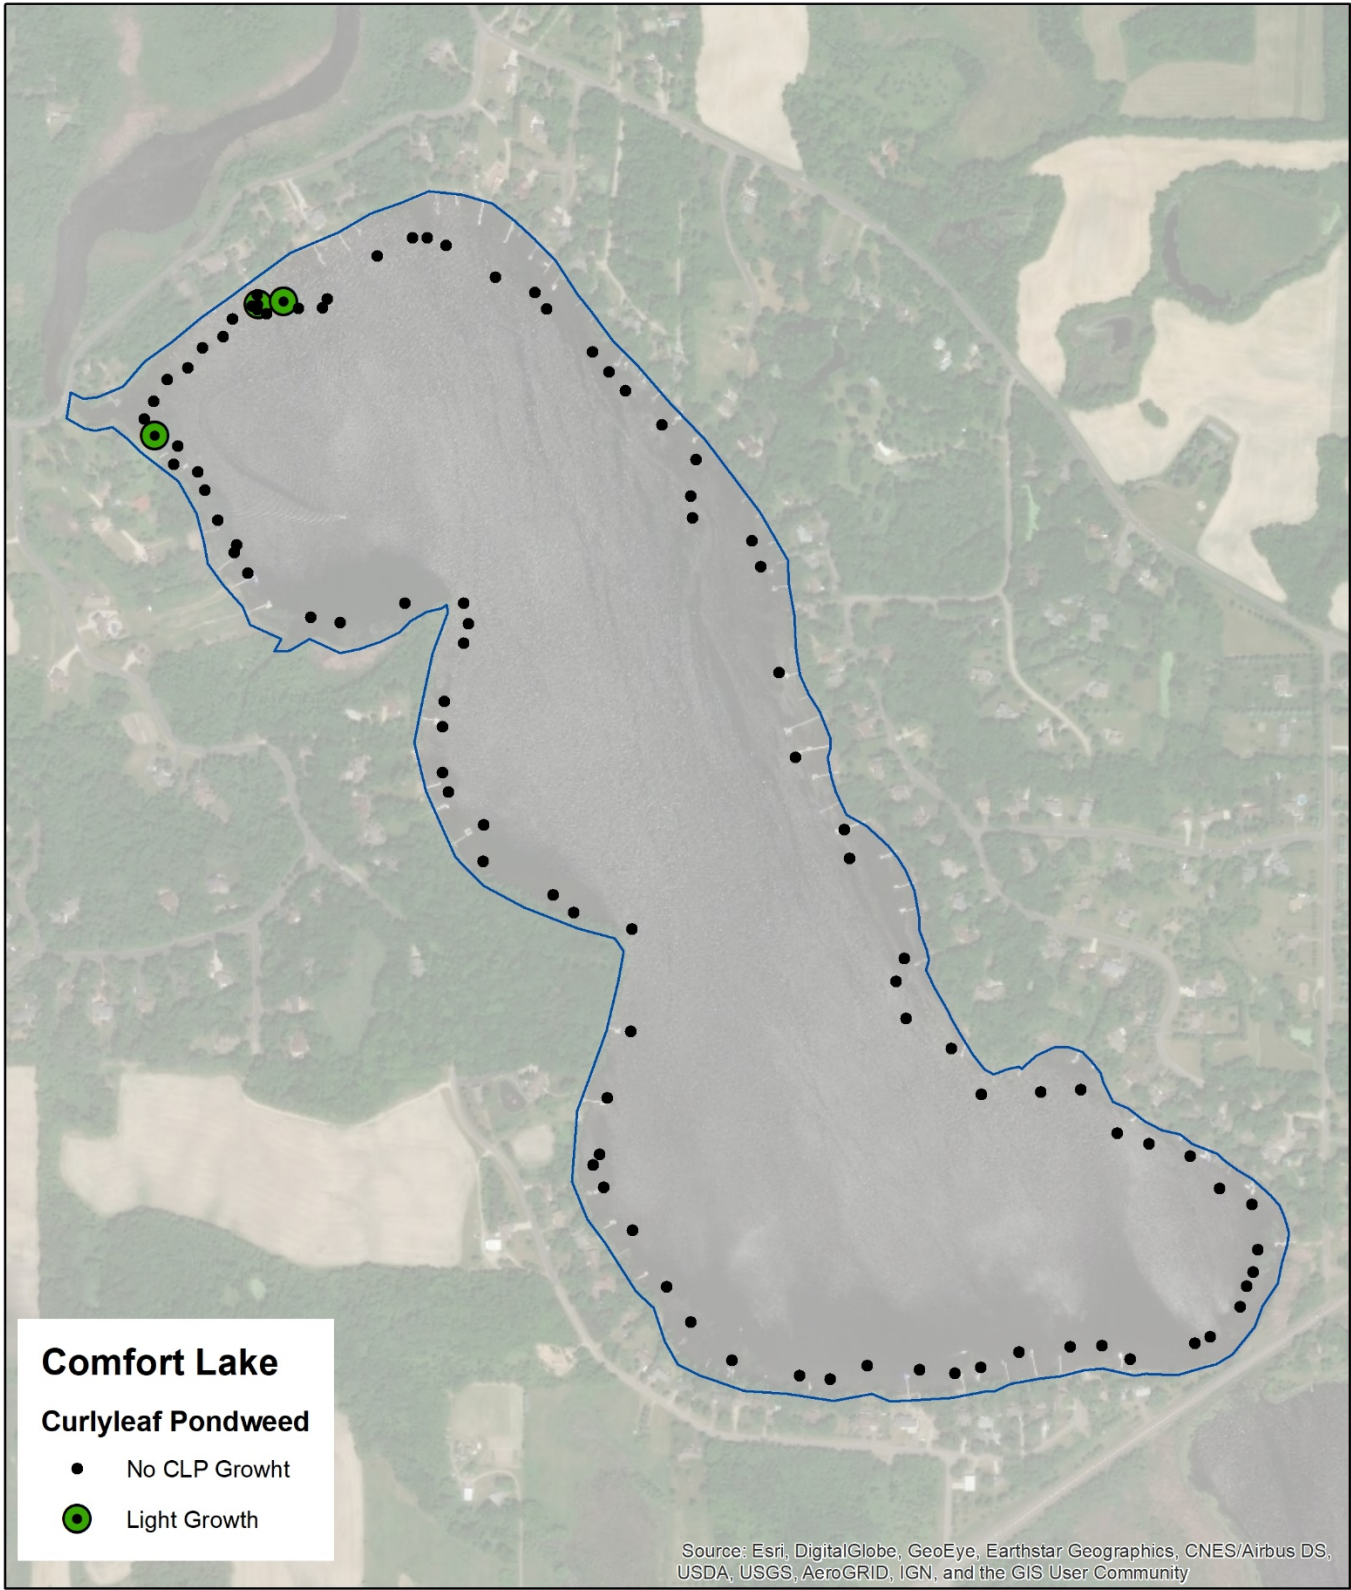 Comfort Lake
Curlyleaf Pondweed
No CLP Growht
Light Growth
Source: Esri, DigitalGlobe, GeoEye, Earthstar Geographics, CNES/Airbus DS,
USDA, USGS, AeroGRID, IGN, and the GIS User Community